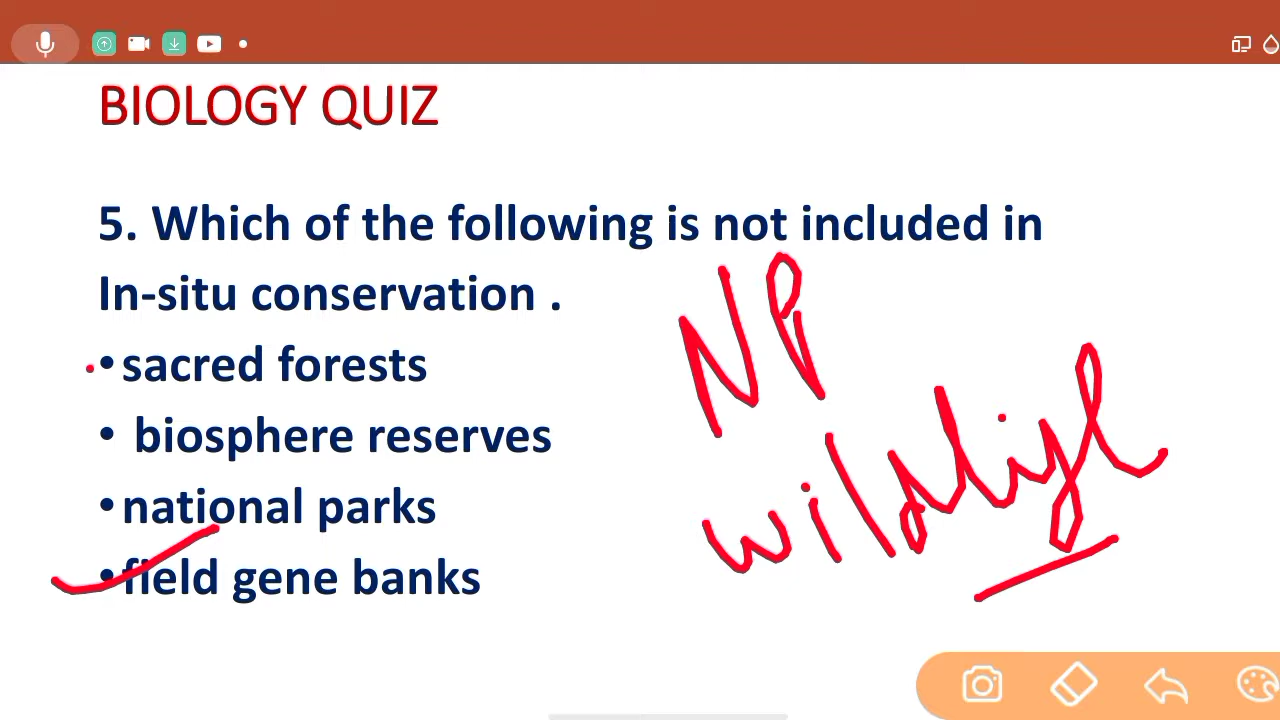 BIOLOGY QUIZ
5. Which of the following is not included in
In-situ conservation .
•sacred forests
• biosphere reserves
•national parks
•field gene banks
NP
wildlife